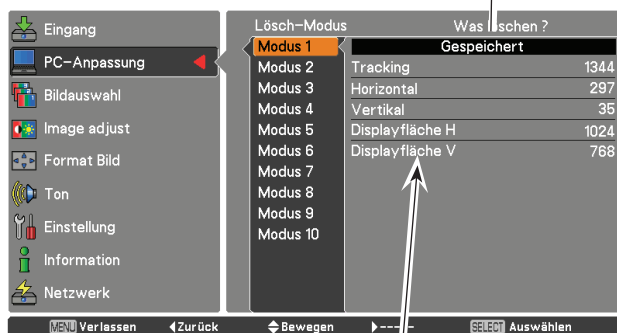 Eingang
PC-Anpassung
Bildauswahl
Image adjust
Format Bild
Ton
Einstellung
Information
Netzwerk
Lösch-Modus
Modus 1
Modus 2
Modus 3
Modus 4
Modus 5
Modus 6
Modus 7
Modus 8
Modus 9
Modus 10
Was löschen ?
Gespeichert
Tracking 1344
Horizontal 297
Vertikal 35
Displayfläche H 1024
Displayfläche V 768
MENU Verlassen Zurück Bewegen ----- SELECT Auswählen